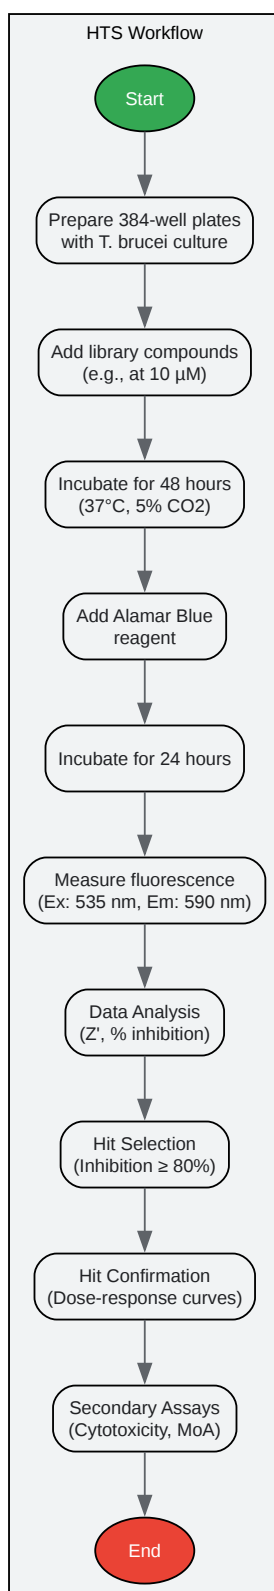 HTS Workflow
Start
Prepare 384-well plates
with T. brucei culture
Add library compounds
(e.g., at 10 µM)
Incubate for 48 hours
(37°C, 5% CO2)
Add Alamar Blue
reagent
Incubate for 24 hours
Measure fluorescence
(Ex: 535 nm, Em: 590 nm)
Data Analysis
(Z', % inhibition)
Hit Selection
(Inhibition ≥ 80%)
Hit Confirmation
(Dose-response curves)
Secondary Assays
(Cytotoxicity, MoA)
End